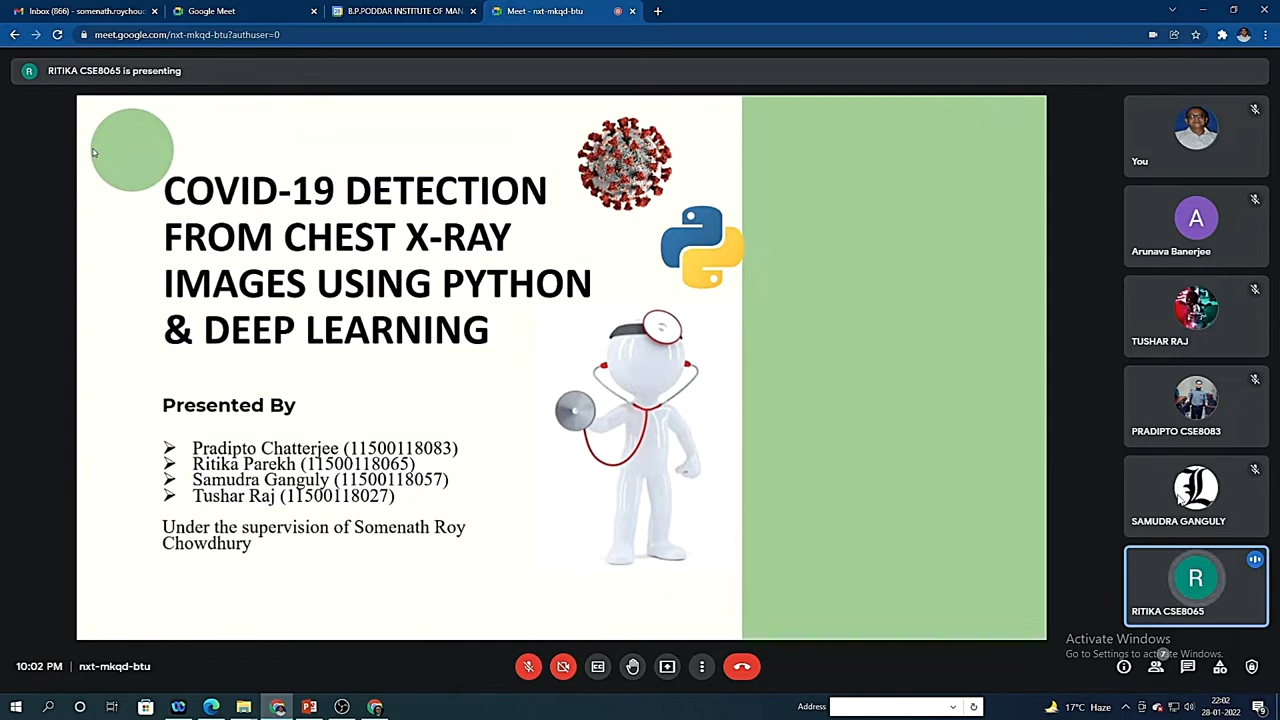 Inbox (866) - somenath.roychou
Google Meet
B.P.PODDAR INSTITUTE OF MAN
Meet - nxt-mkqd-btu
meet.google.com/nxt-mkqd-btu?authuser=0
R
RITIKA CSE8065 is presenting
COVID-19 DETECTION
FROM CHEST X-RAY
IMAGES USING PYTHON
& DEEP LEARNING
Presented By
Pradipto Chatterjee (11500118083)
Ritika Parekh (11500118065)
Samudra Ganguly (11500118057)
Tushar Raj (11500118027)
Under the supervision of Somenath Roy
Chowdhury
You
A
Arunava Banerjee
TUSHAR RAJ
PRADIPTO CSE8083
L
SAMUDRA GANGULY
R
RITIKA CSE8065
Activate Windows
Go to Settings to activate Windows.
10:02 PM | nxt-mkqd-btu
7
Address
17°C Haze
22:02
28-01-2022